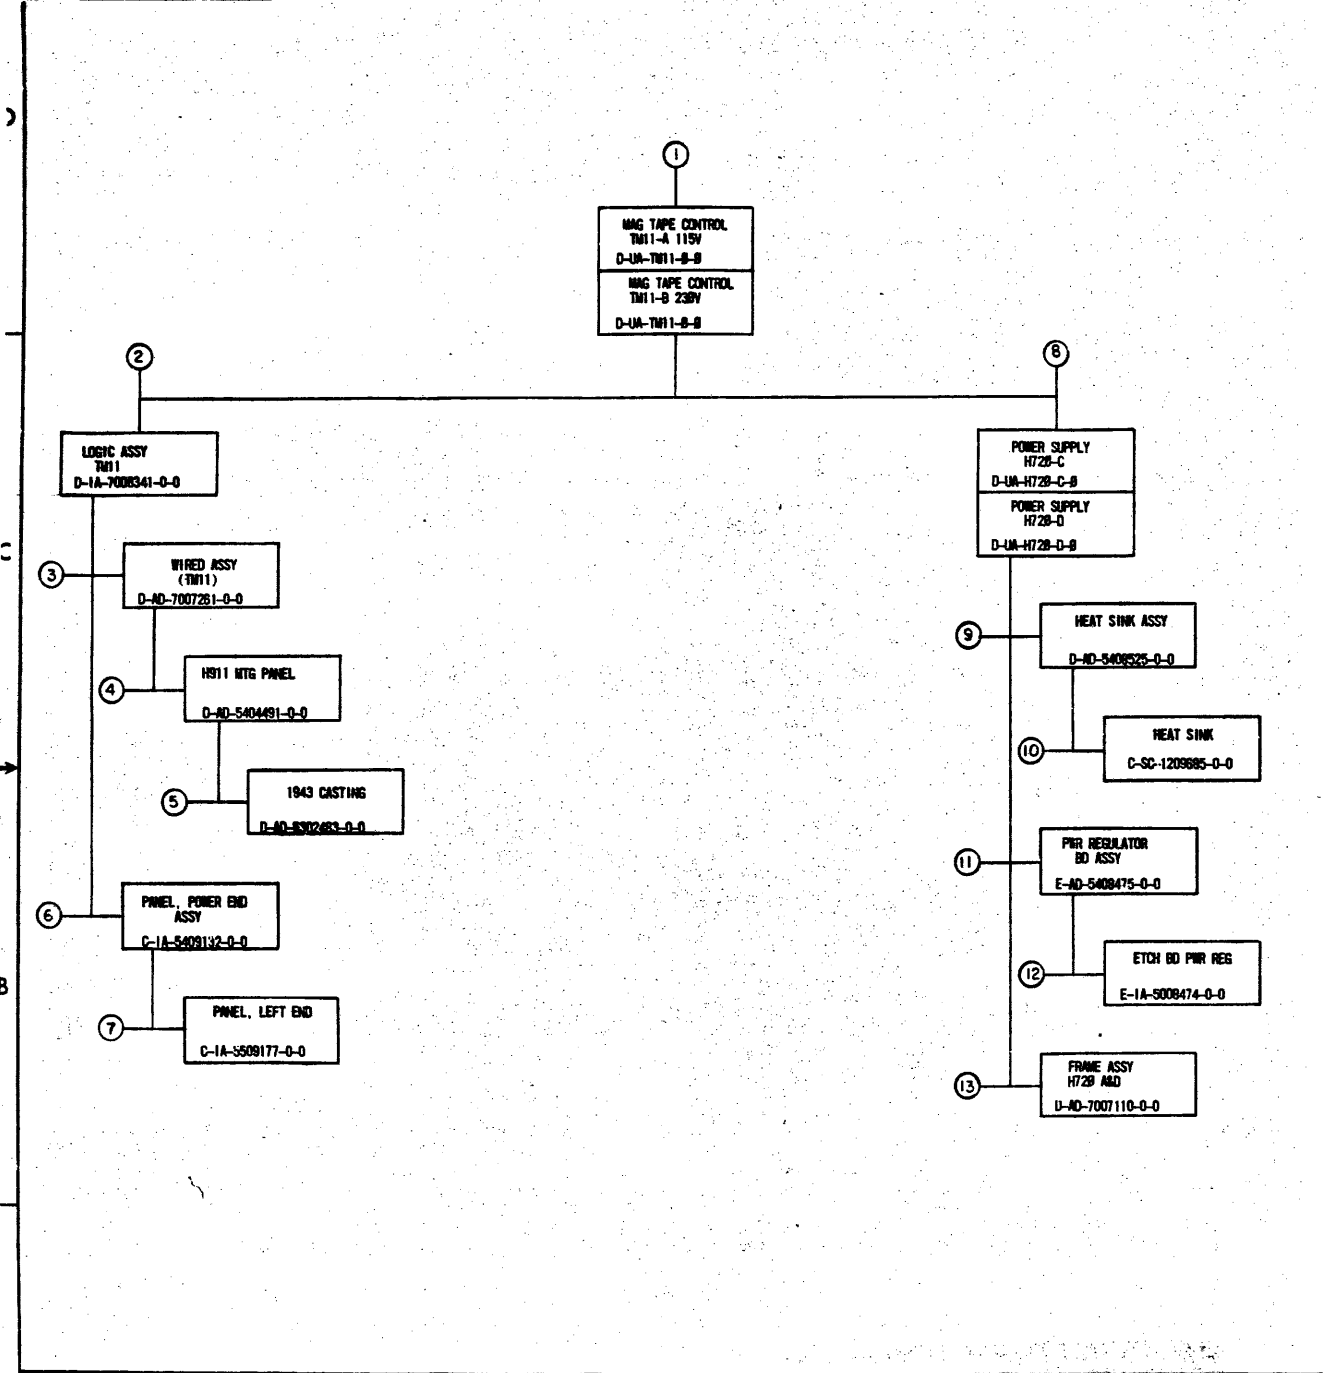 1
MAG TAPE CONTROL
TM11-A 115V
D-UA-TM11-0-0
MAG TAPE CONTROL
TM11-B 230V
D-UA-TM11-0-0
2
8
LOGIC ASSY
TM11
POWER SUPPLY
H720-C
D-UA-H720-C-0
POWER SUPPLY
H720-D
D-UA-H720-D-0
C
3
WIRED ASSY
(TM11)
D-AD-7007261-0-0
9
HEAT SINK ASSY
4
H911 MTG PANEL
D-AD-5404491-0-0
10
HEAT SINK
C-SC-1209685-0-0
5
1943 CASTING
11
PWR REGULATOR
BD ASSY
E-AD-5408475-0-0
6
PANEL, POWER END
ASSY
C-IA-5409132-0-0
12
ETCH BD PWR REG
E-IA-5008474-0-0
B
7
PANEL, LEFT END
C-IA-5509177-0-0
13
FRAME ASSY
H720 A&D
D-AD-7007110-0-0